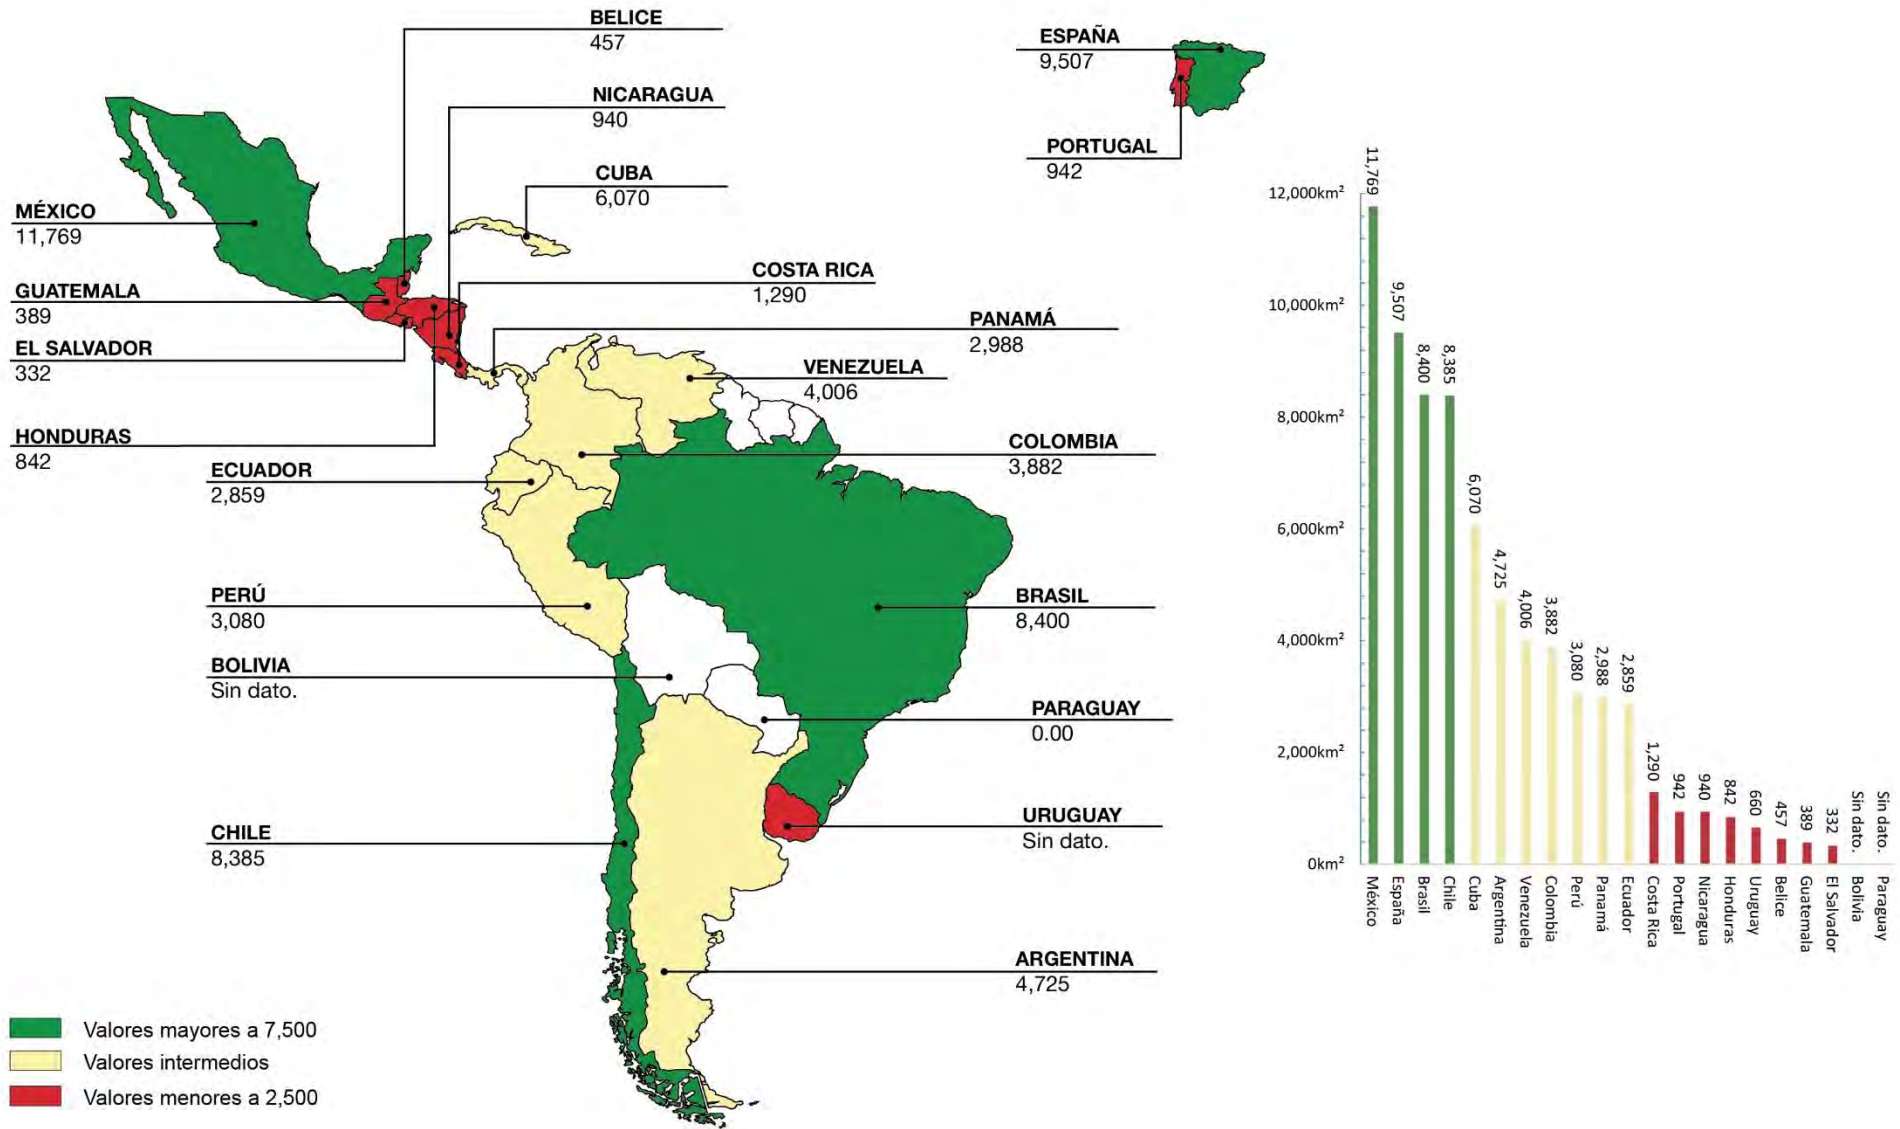 BELICE
457
NICARAGUA
940
CUBA
6,070
MÉXICO
11,769
GUATEMALA
389
EL SALVADOR
332
HONDURAS
842
COSTA RICA
1,290
PANAMÁ
2,988
VENEZUELA
4,006
COLOMBIA
3,882
ECUADOR
2,859
PERÚ
3,080
BOLIVIA
Sin dato.
BRASIL
8,400
PARAGUAY
0.00
URUGUAY
Sin dato.
CHILE
8,385
ARGENTINA
4,725
ESPAÑA
9,507
PORTUGAL
942
Valores mayores a 7,500
Valores intermedios
Valores menores a 2,500
12,000km²
10,000km²
8,000km²
6,000km²
4,000km²
2,000km²
0km²
11,769
9,507
8,400
8,385
6,070
4,725
4,006
3,882
3,080
2,988
2,859
1,290
942
940
842
660
457
389
332
Sin dato.
Sin dato.
México
España
Brasil
Chile
Cuba
Argentina
Venezuela
Colombia
Perú
Panamá
Ecuador
Costa Rica
Portugal
Nicaragua
Honduras
Uruguay
Belice
Guatemala
El Salvador
Bolivia
Paraguay